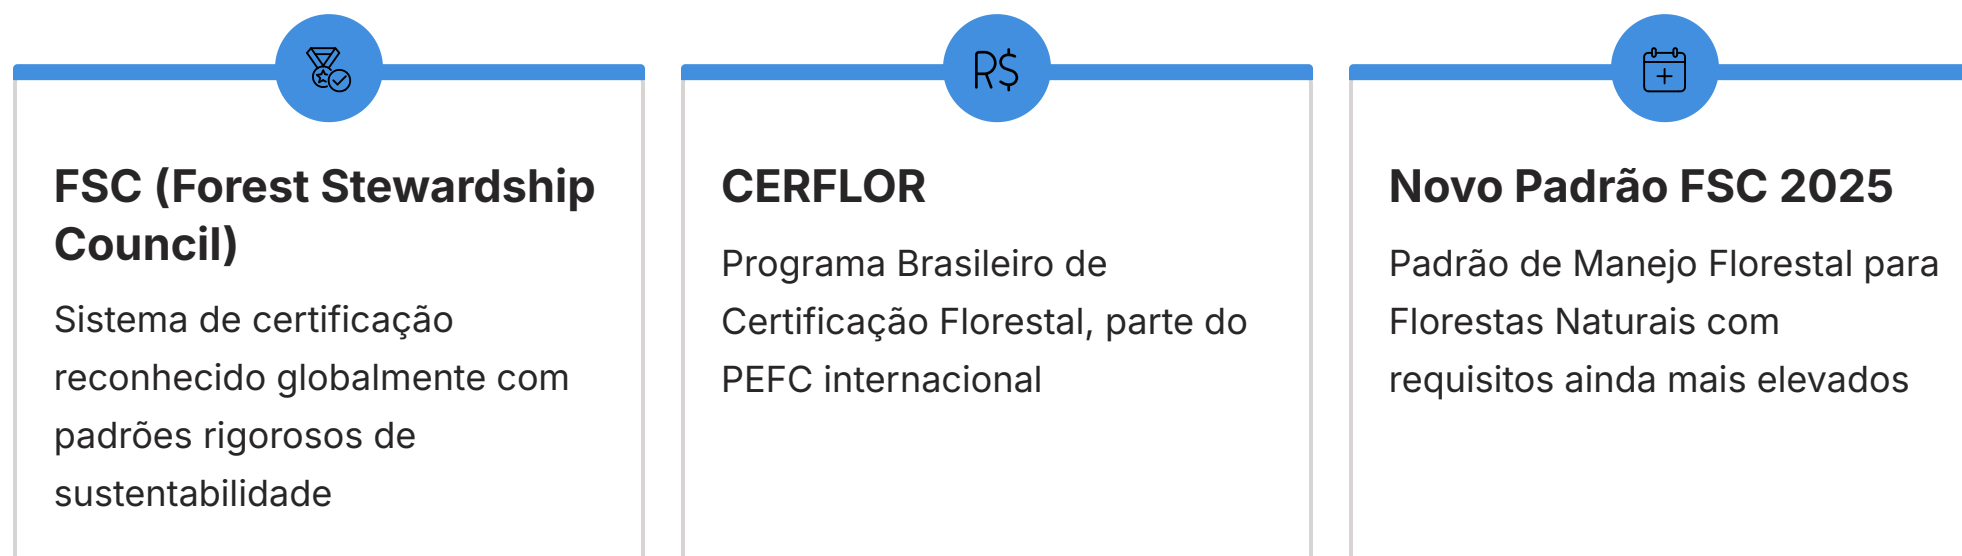 FSC (Forest Stewardship
Council)
Sistema de certificação
reconhecido globalmente com
padrões rigorosos de
sustentabilidade
R$
CERFLOR
Programa Brasileiro de
Certificação Florestal, parte do
PEFC internacional
Novo Padrão FSC 2025
Padrão de Manejo Florestal para
Florestas Naturais com
requisitos ainda mais elevados